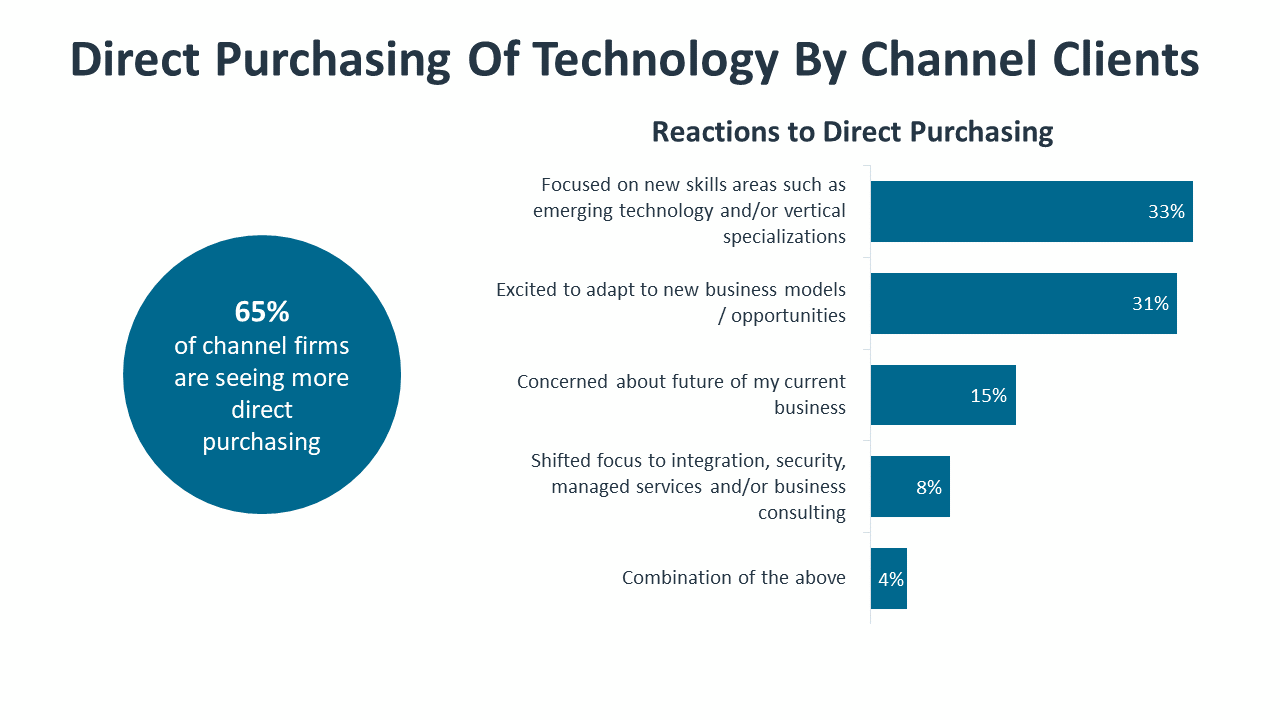 Direct Purchasing Of Technology By Channel Clients
Reactions to Direct Purchasing
65%
of channel firms
are seeing more
direct
purchasing
Focused on new skills areas such as
emerging technology and/or vertical
specializations
33%
Excited to adapt to new business models
/ opportunities
31%
Concerned about future of my current
business
15%
Shifted focus to integration, security,
managed services and/or business
consulting
8%
Combination of the above
4%